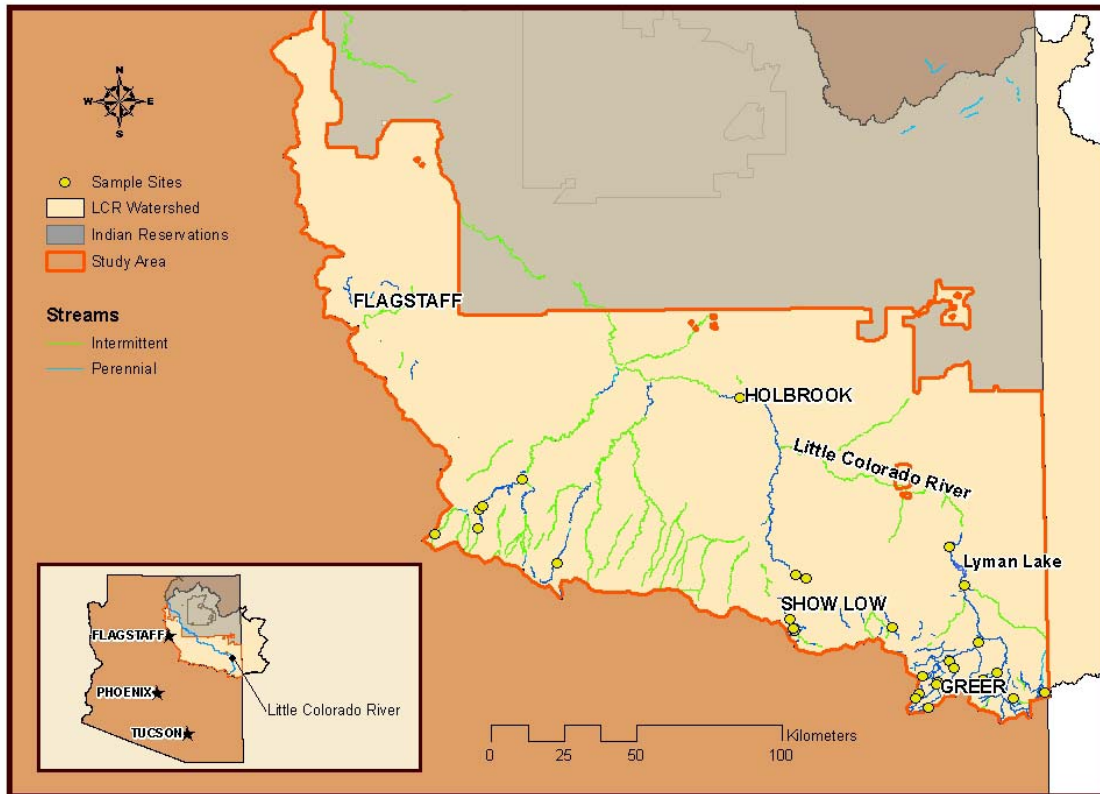 N
W E
S
Sample Sites
LCR Watershed
Indian Reservations
Study Area
Streams
Intermittent
Perennial
FLAGSTAFF
HOLBROOK
Little Colorado River
Lyman Lake
SHOW LOW
GREER
FLAGSTAFF
PHOENIX
Little Colorado River
TUCSON
Kilometers
0 25 50 100